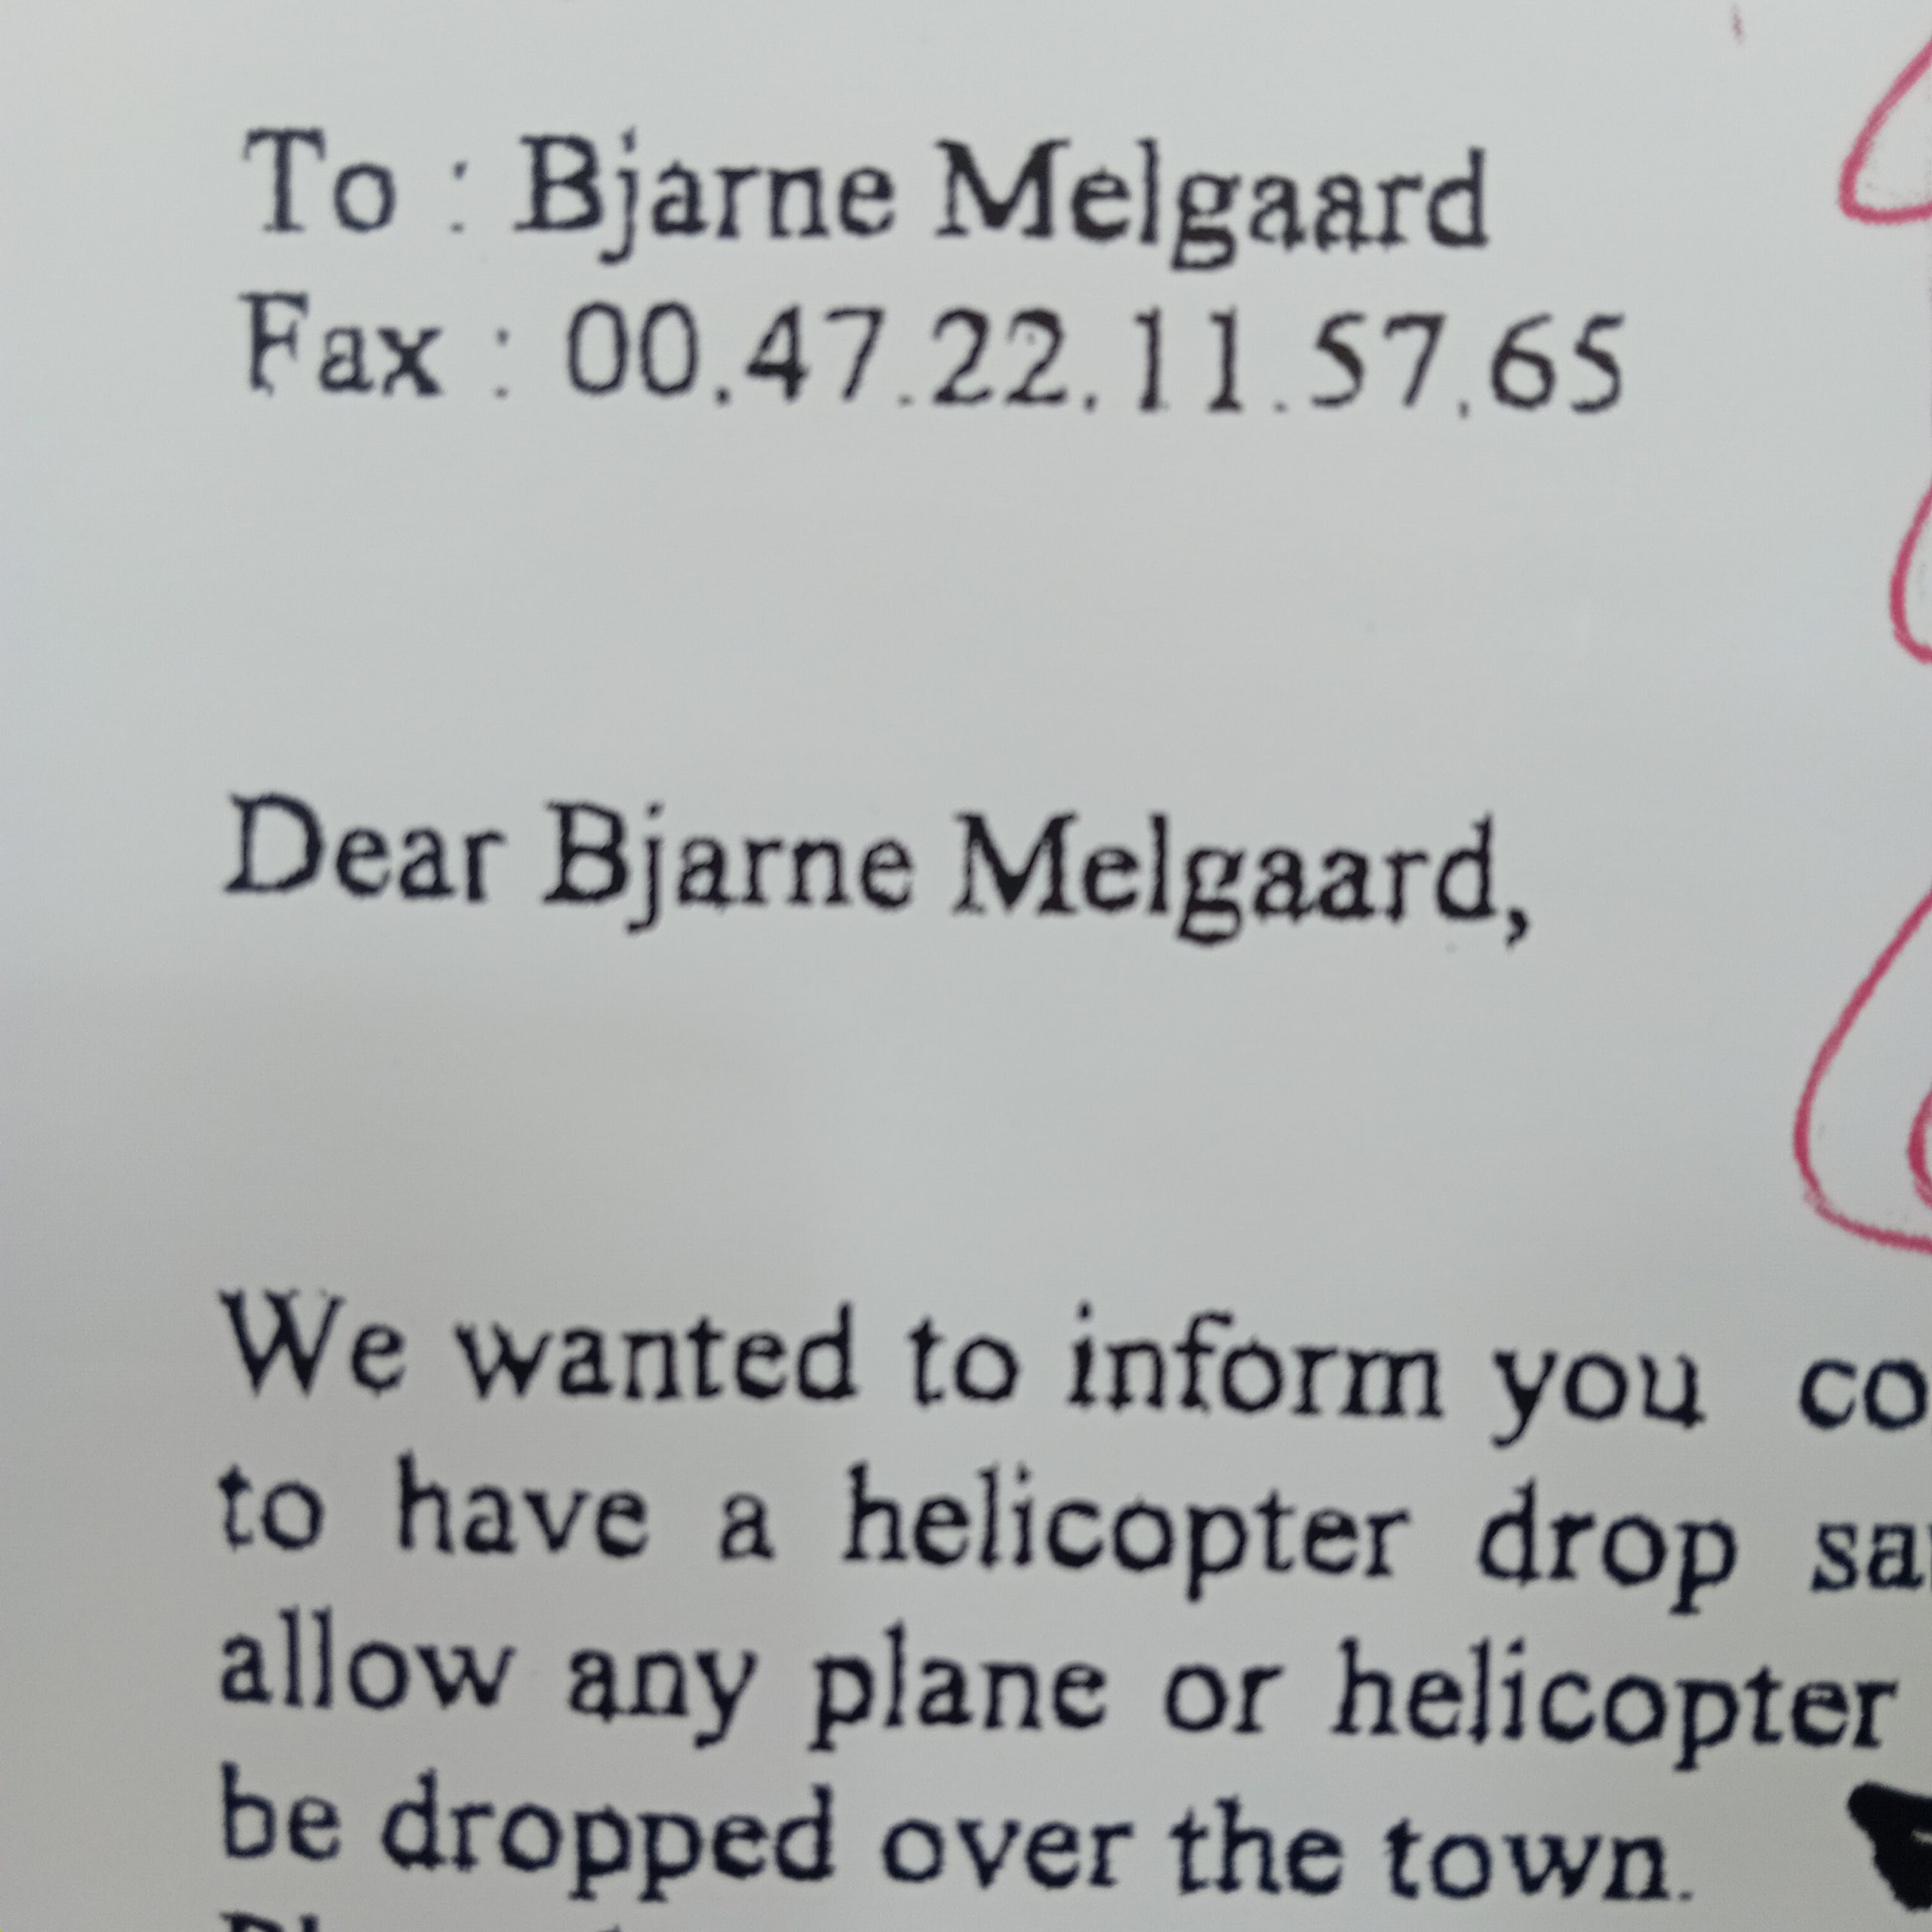 To : Bjarne Melgaard
Fax : 00.47.22.11.57.65
Dear Bjarne Melgaard,
We wanted to inform you
to have a helicopter drop
allow any plane or helicopter
be dropped over the town.